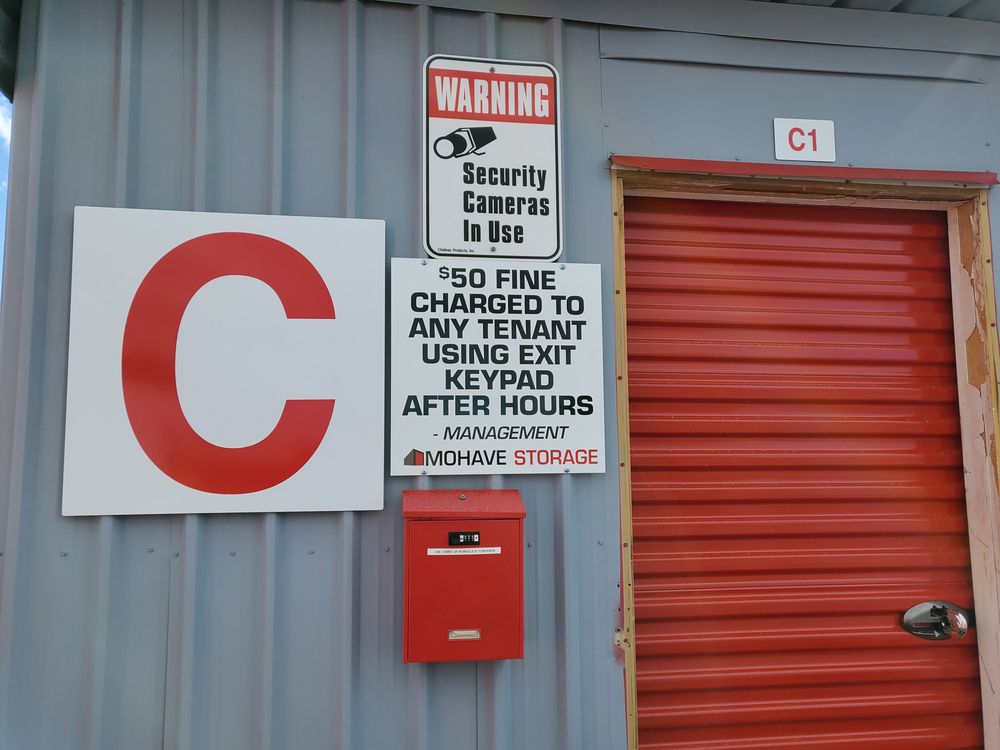 C
WARNING
Security
Cameras
In Use
$50 FINE
CHARGED TO
ANY TENANT
USING EXIT
KEYPAD
AFTER HOURS
- MANAGEMENT
MOHAVE STORAGE
C1